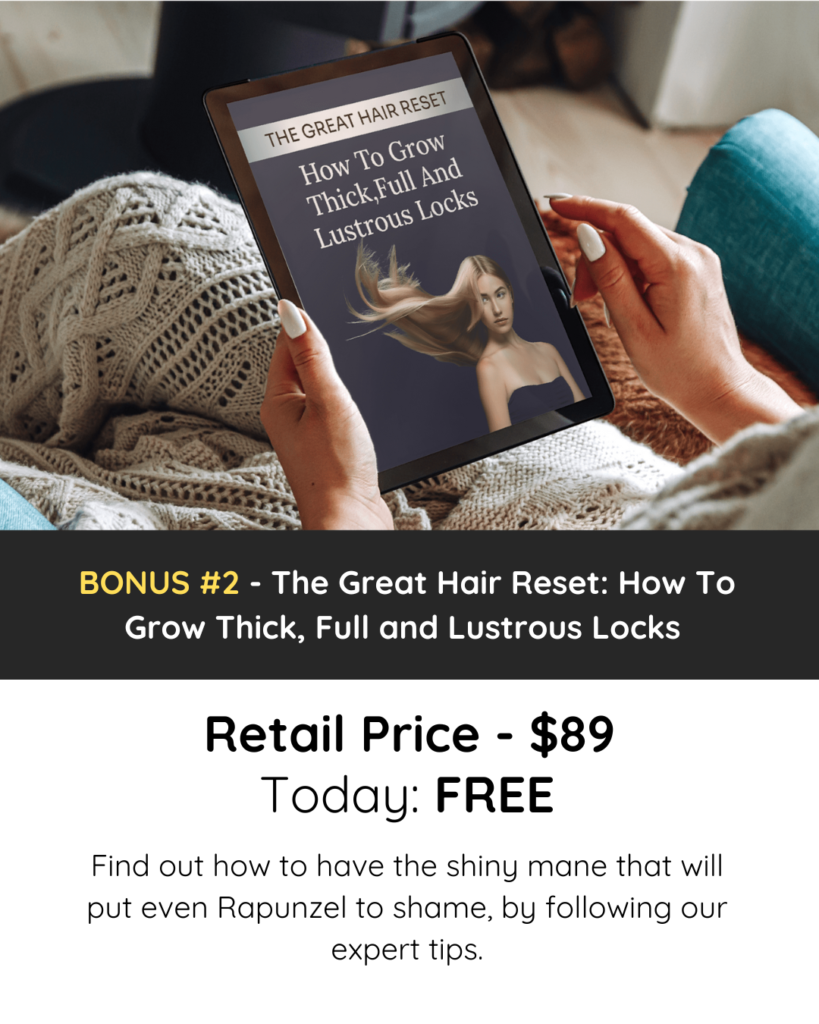 THE GREAT HAIR RESET
How To Grow
Thick,Full And
Lustrous Locks
BONUS #2 - The Great Hair Reset: How To
Grow Thick, Full and Lustrous Locks
Retail Price - $89
Today: FREE
Find out how to have the shiny mane that will
put even Rapunzel to shame, by following our
expert tips.